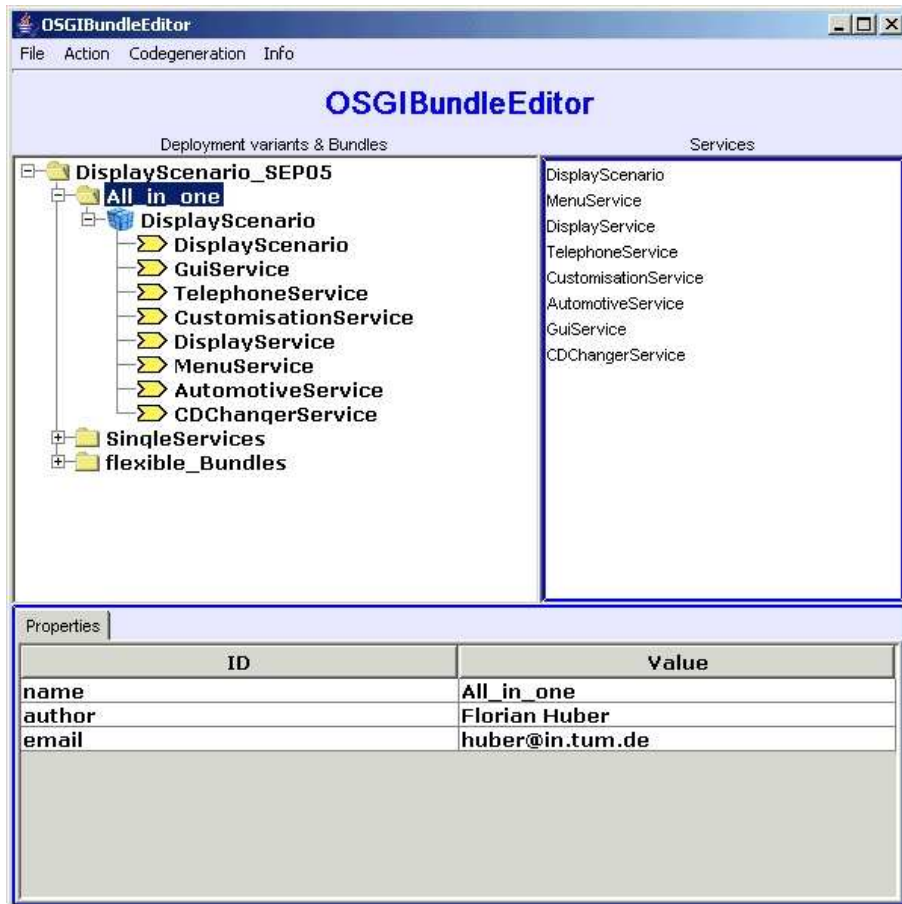 OSGIBundleEditor
File Action Codegeneration Info
OSGIBundleEditor
Deployment variants & Bundles
DisplayScenario_SEP05
All_in_one
DisplayScenario
DisplayScenario
GuiService
TelephoneService
CustomisationService
DisplayService
MenuService
AutomotiveService
CDChangerService
SingleServices
flexible_Bundles
Services
DisplayScenario
MenuService
DisplayService
TelephoneService
CustomisationService
AutomotiveService
GuiService
CDChangerService
Properties
ID Value
name All_in_one
author Florian Huber
email huber@in.tum.de